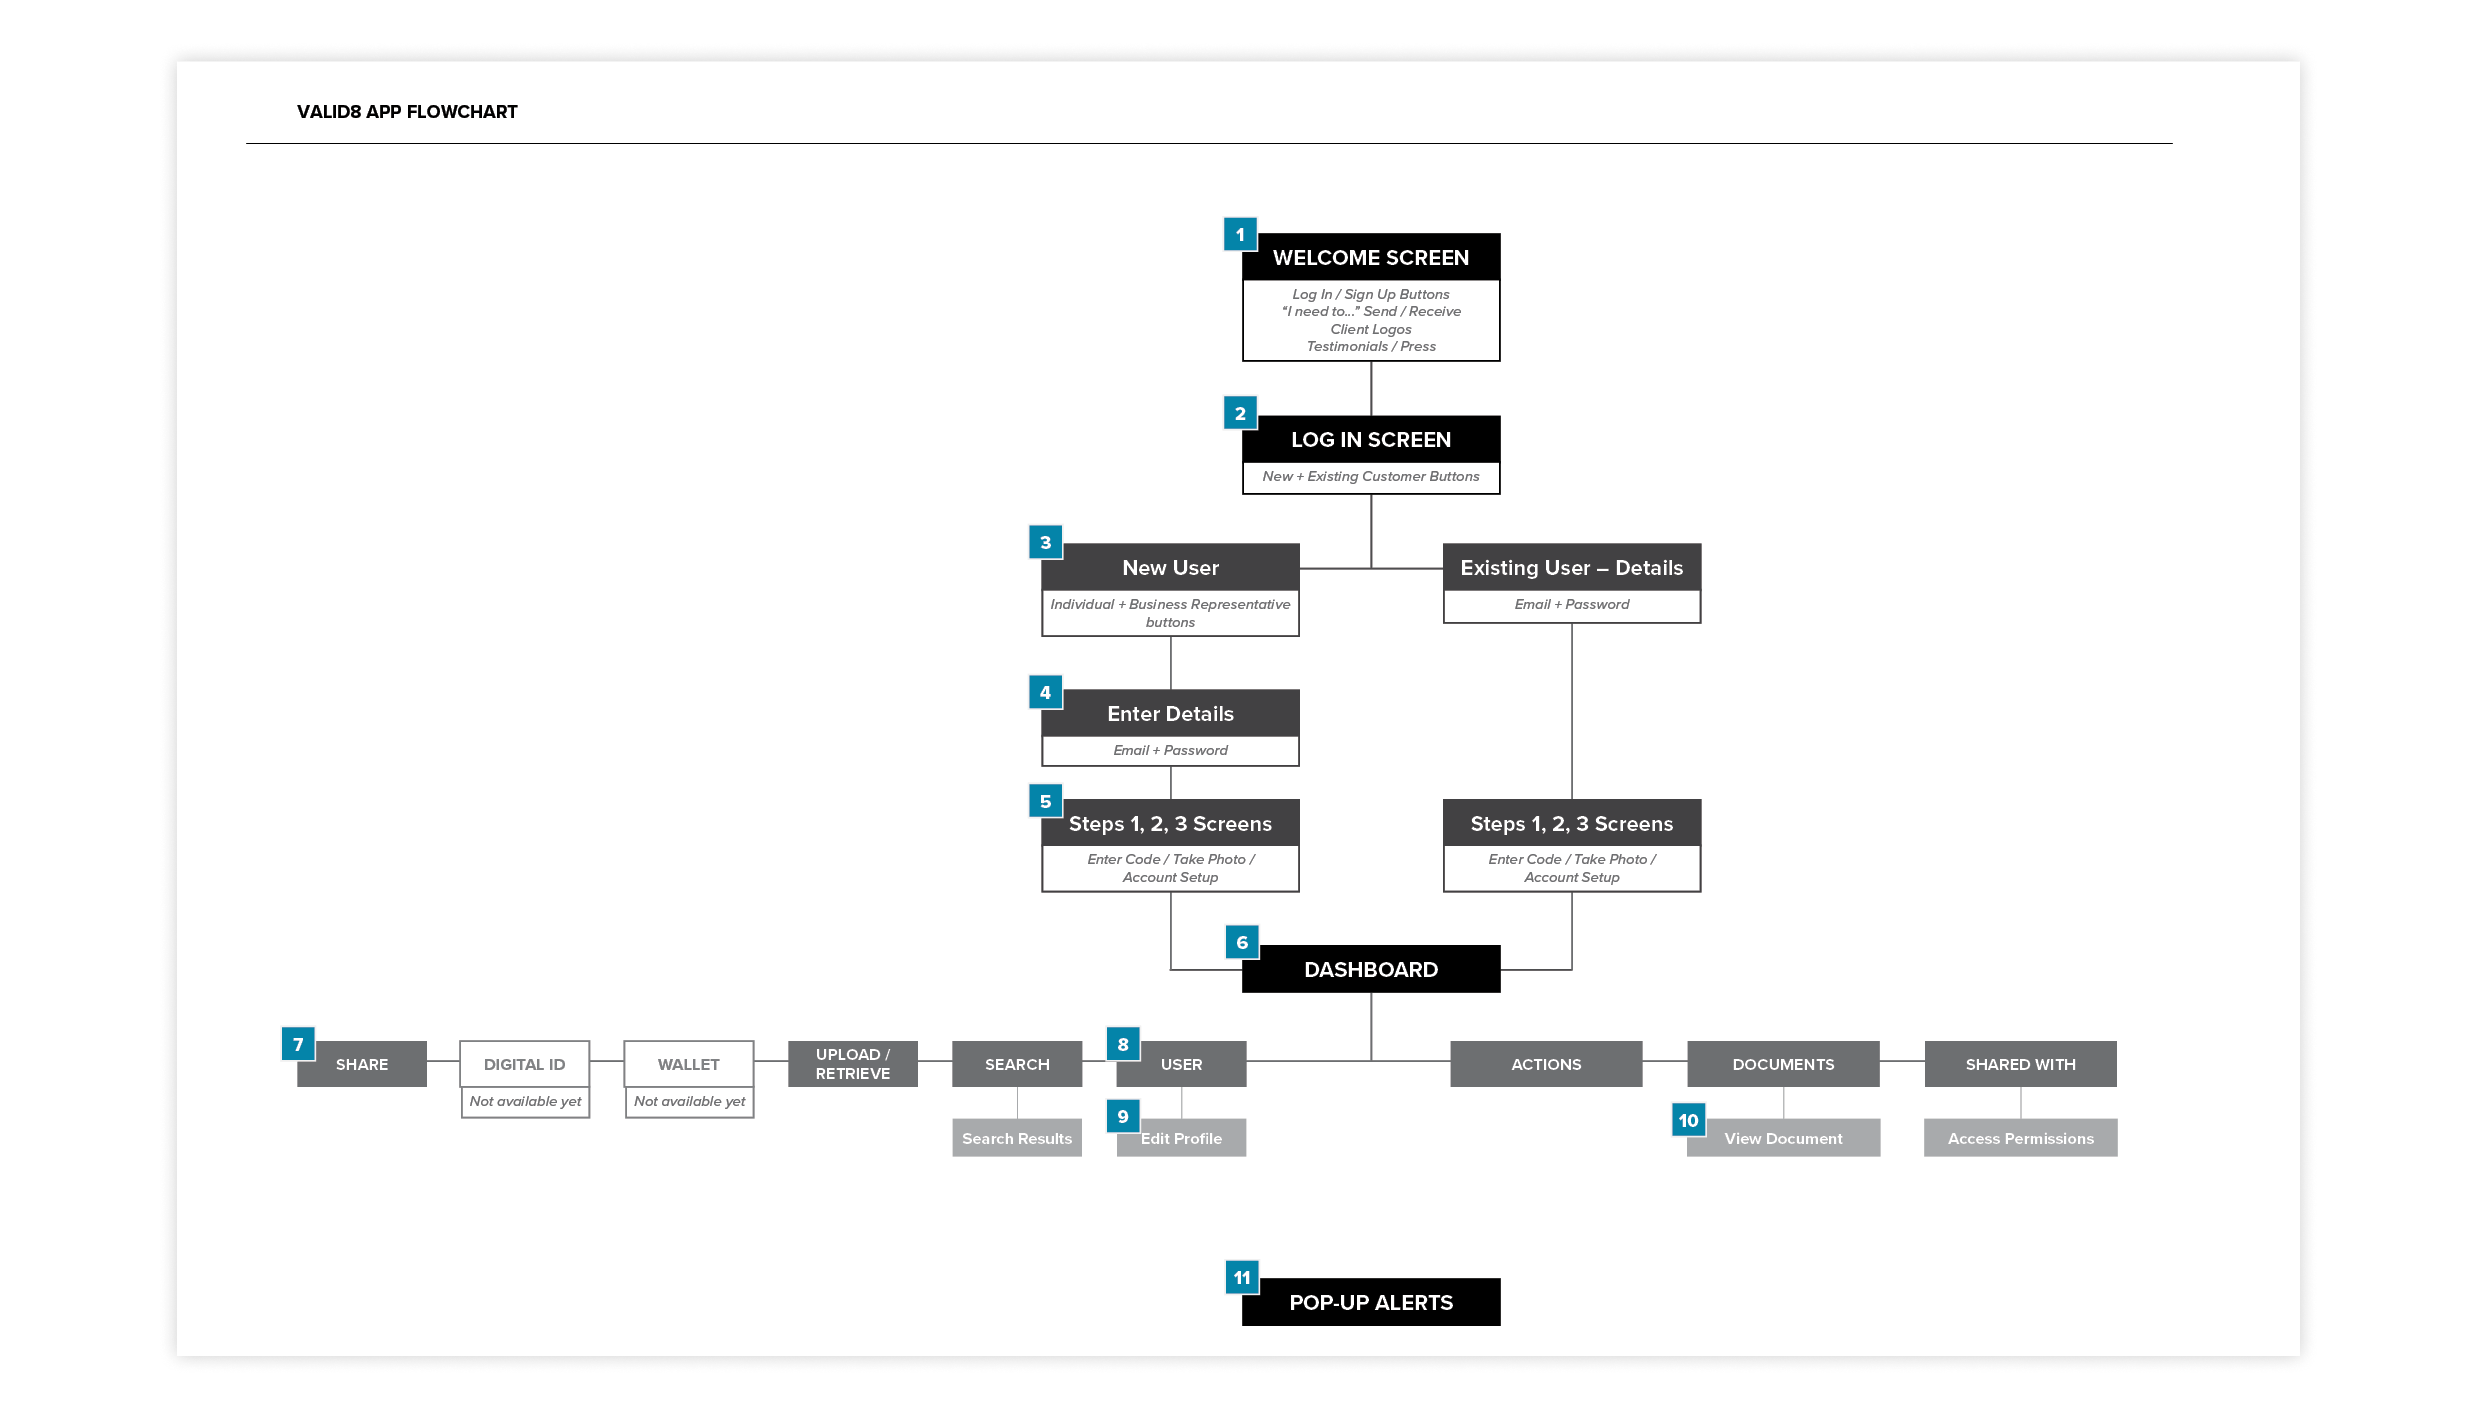 VALID8 APP FLOWCHART
1
WELCOME SCREEN
Log In / Sign Up Buttons
“I need to...” Send / Receive
Client Logos
Testimonials / Press
2
LOG IN SCREEN
New + Existing Customer Buttons
3
New User
Individual + Business Representative
buttons
Existing User – Details
Email + Password
4
Enter Details
Email + Password
5
Steps 1, 2, 3 Screens
Enter Code / Take Photo /
Account Setup
Steps 1, 2, 3 Screens
Enter Code / Take Photo /
Account Setup
6
DASHBOARD
7
SHARE
DIGITAL ID
Not available yet
WALLET
Not available yet
UPLOAD /
RETRIEVE
SEARCH
Search Results
8
USER
9
Edit Profile
ACTIONS
DOCUMENTS
10
View Document
SHARED WITH
Access Permissions
11
POP-UP ALERTS